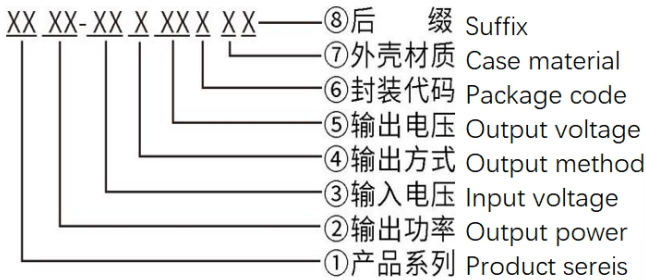 XX XX-XX X XX X XX ⑧后 缀 Suffix
⑦外壳材质 Case material
⑥封装代码 Package code
⑤输出电压 Output voltage
④输出方式 Output method
③输入电压 Input voltage
②输出功率 Output power
①产品系列 Product sereis